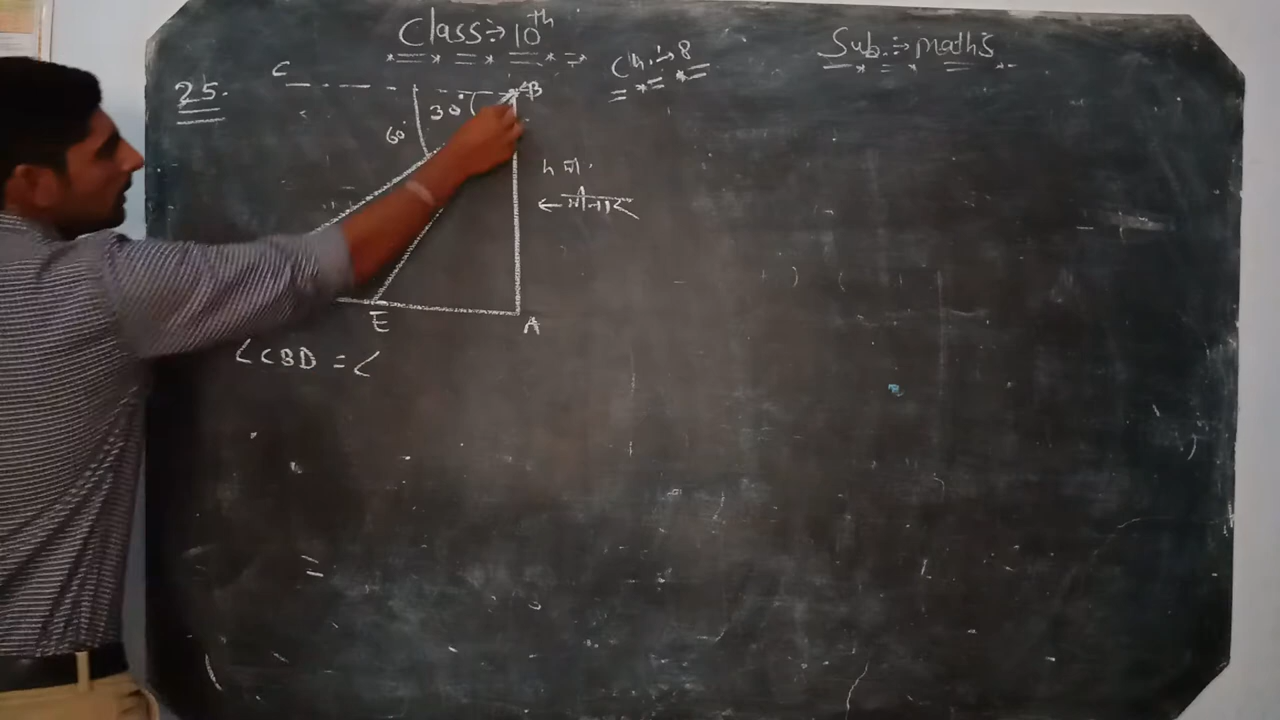 Class:- 10th
Ch.:- 8
Sub.:- maths
25.
C
30° B
60°
h मी.
← मीनार
E
A
∠CBD = ∠